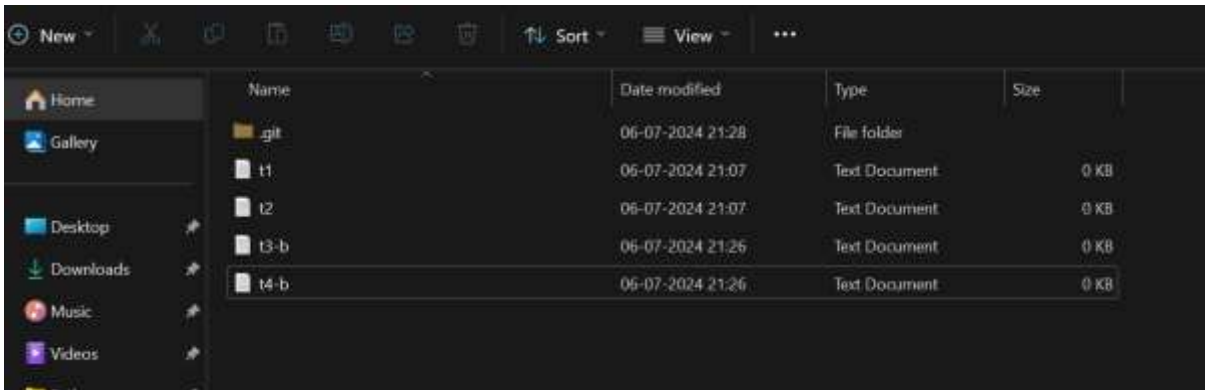 New Sort View
Home
Gallery
Desktop
Downloads
Music
Videos
Name Date modified Type Size
.git 06-07-2024 21:28 File folder
t1 06-07-2024 21:07 Text Document 0 KB
t2 06-07-2024 21:07 Text Document 0 KB
t3-b 06-07-2024 21:26 Text Document 0 KB
t4-b 06-07-2024 21:26 Text Document 0 KB